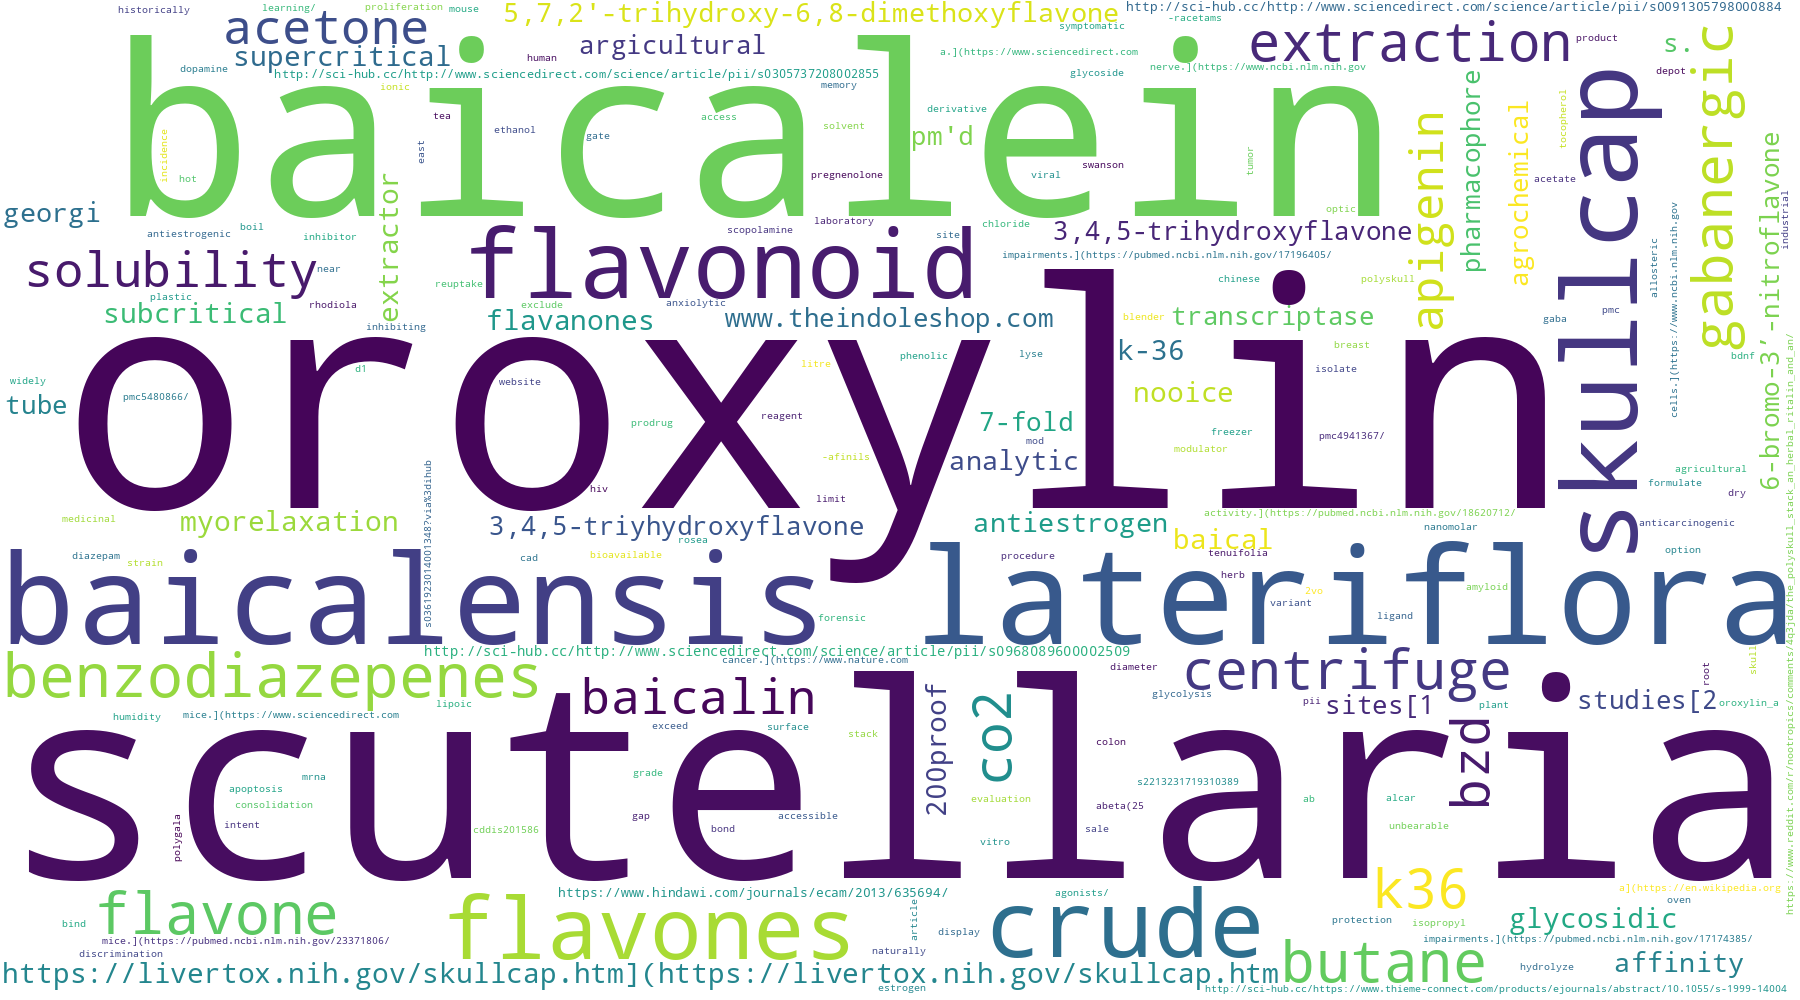 historically
learning/
proliferation
mouse
5,7,2'-trihydroxy-6,8-dimethoxyflavone
http://sci-hub.cc/http://www.sciencedirect.com/science/article/pii/s0091305798000884
acetone
-racetams
symptomatic
supercritical
argicultural
a.](https://www.sciencedirect.com
extraction
product
s.
human
dopamine
http://sci-hub.cc/http://www.sciencedirect.com/science/article/pii/s0305737208002855
glycoside
nerve.](https://www.ncbi.nlm.nih.gov
depot
ionic
memory
baicalein
tea
access
derivative
ethanol
gate
solvent
pm'd
east
incidence
hot
pregnenolone
swanson
viral
tumor
apigenin
pharmacophore
agrochemical
tocopherol
acetate
skullcap
gabanergic
6-bromo-3’-nitroflavone
industrial
georgi
extractor
optic
laboratory
antiestrogenic
boil
inhibitor
scopolamine
site
chloride
3,4,5-trihydroxyflavone
flavonoid
solubility
near
impairments.](https://pubmed.ncbi.nlm.nih.gov/17196405/
allosteric
cells.](https://www.ncbi.nlm.nih.gov
plastic
rhodiola
reuptake
exclude
anxiolytic
chinese
polyskull
subcritical
inhibiting
flavanones
www.theindoleshop.com
blender
transcriptase
gaba
pmc
oroxylin
k-36
breast
phenolic
lyse
bdnf
widely
d1
website
litre
isolate
tube
pmc5480866/
nooice
reagent
prodrug
7-fold
freezer
pmc4941367/
mod
-afinils
analytic
modulator
agricultural
formulate
hiv
limit
dry
s0361923014001348?via%3dihub
https://www.reddit.com/r/nootropics/comments/4q3jda/the_polyskull_stack_an_herbal_ritalin_and_an/
medicinal
myorelaxation
3,4,5-triyhydroxyflavone
antiestrogen
activity.](https://pubmed.ncbi.nlm.nih.gov/18620712/
nanomolar
anticarcinogenic
rosea
baical
diazepam
strain
cad
bioavailable
procedure
tenuifolia
option
baicalensis
lateriflora
herb
amyloid
2vo
variant
forensic
ligand
http://sci-hub.cc/http://www.sciencedirect.com/science/article/pii/s0968089600002509
benzodiazepenes
cancer.](https://www.nature.com
diameter
centrifuge
root
skull
baicalin
200proof
co2
glycolysis
pii
sites[1
plant
studies[2
oroxylin_a
humidity
mice.](https://www.sciencedirect.com
lipoic
exceed
surface
stack
bzd
scutellaria
colon
mrna
grade
apoptosis
s2213231719310389
consolidation
evaluation
abeta(25
ab
alcar
intent
gap
accessible
polygala
cddis201586
bond
sale
unbearable
vitro
k36
flavone
https://www.hindawi.com/journals/ecam/2013/635694/
agonists/
a](https://en.wikipedia.org
oven
flavones
article
crude
bind
protection
isopropyl
glycosidic
display
mice.](https://pubmed.ncbi.nlm.nih.gov/23371806/
impairments.](https://pubmed.ncbi.nlm.nih.gov/17174385/
discrimination
naturally
butane
affinity
hydrolyze
https://livertox.nih.gov/skullcap.htm](https://livertox.nih.gov/skullcap.htm
estrogen
http://sci-hub.cc/https://www.thieme-connect.com/products/ejournals/abstract/10.1055/s-1999-14004